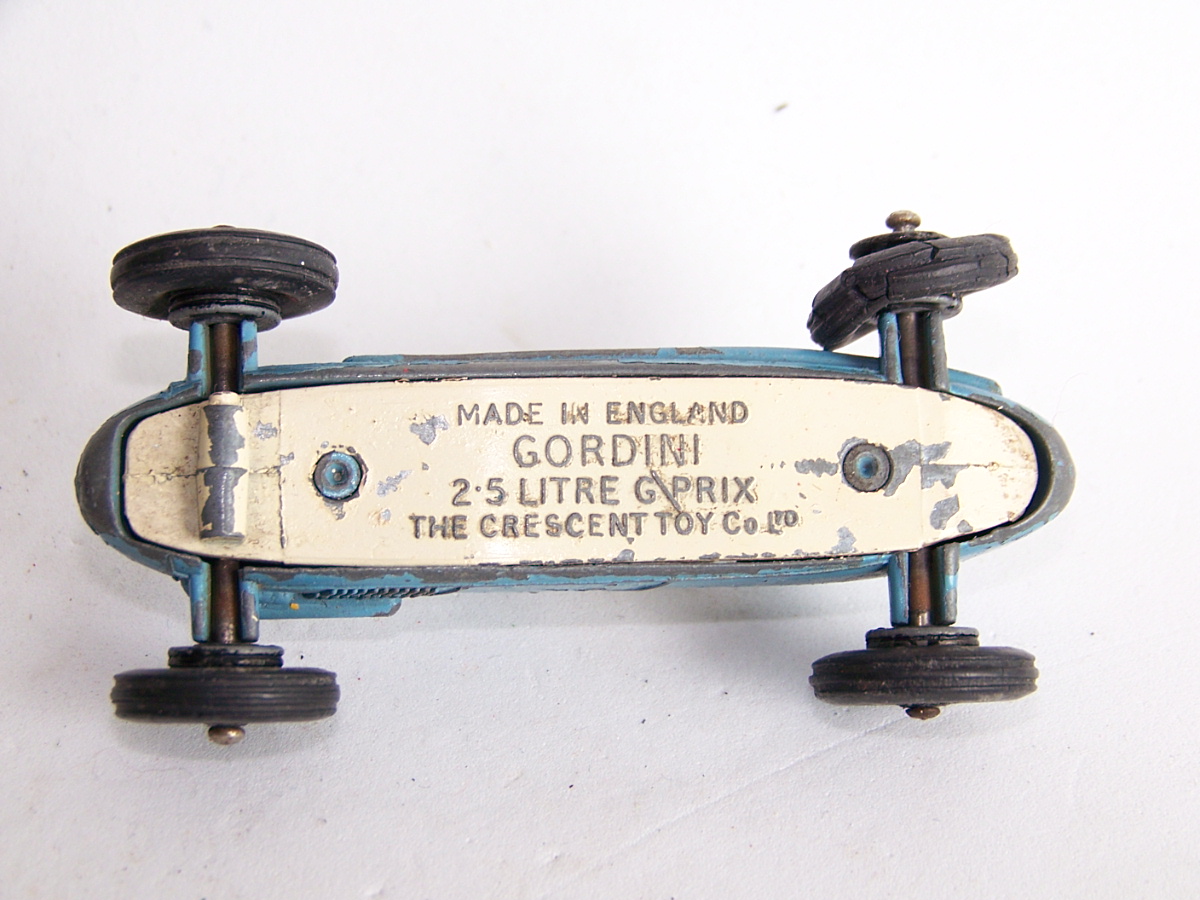 MADE IN ENGLAND
GORDINI
2·5 LITRE G.PRIX
THE CRESCENT TOY Co LTD